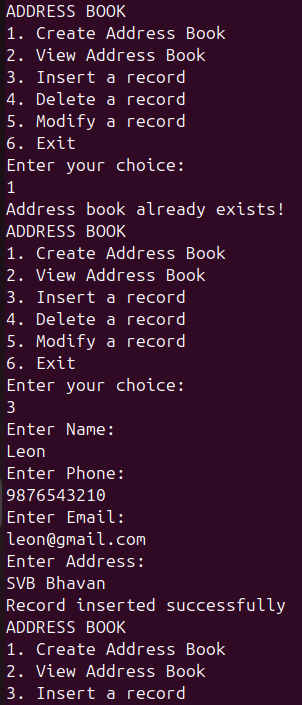 ADDRESS BOOK
1. Create Address Book
2. View Address Book
3. Insert a record
4. Delete a record
5. Modify a record
6. Exit
Enter your choice:
1
Address book already exists!
ADDRESS BOOK
1. Create Address Book
2. View Address Book
3. Insert a record
4. Delete a record
5. Modify a record
6. Exit
Enter your choice:
3
Enter Name:
Leon
Enter Phone:
9876543210
Enter Email:
leon@gmail.com
Enter Address:
SVB Bhavan
Record inserted successfully
ADDRESS BOOK
1. Create Address Book
2. View Address Book
3. Insert a record